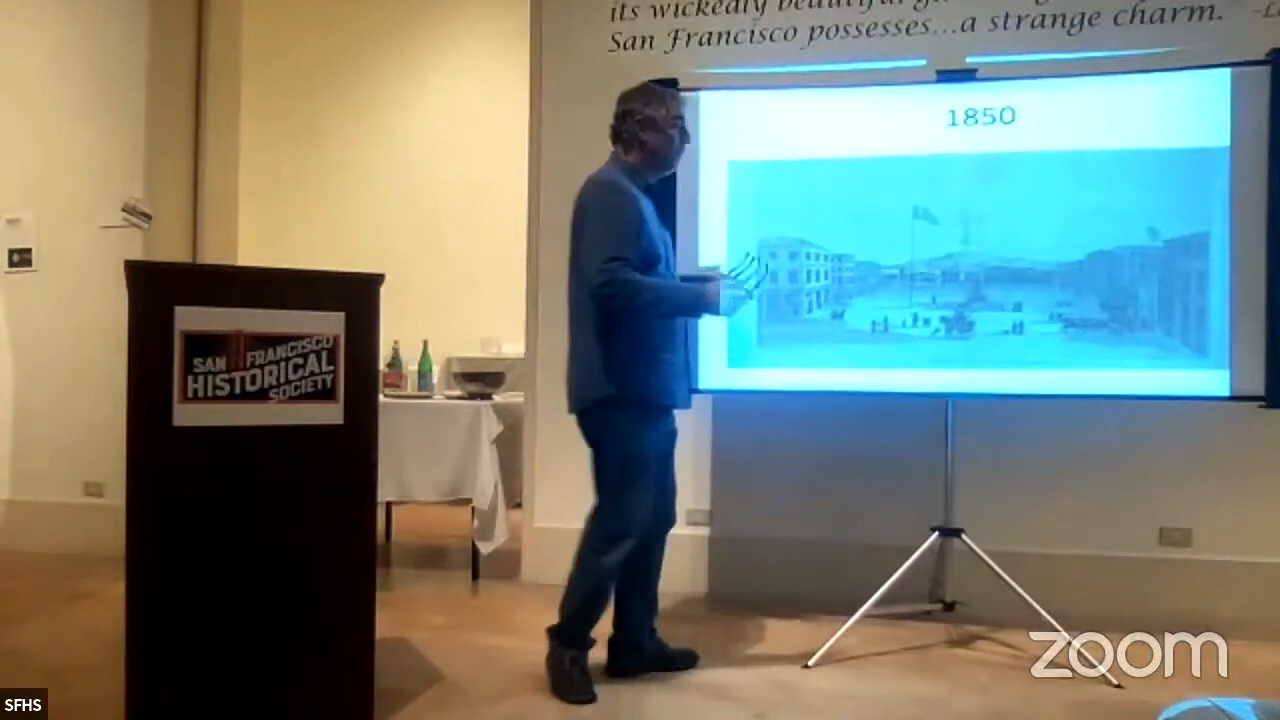 its wickedly beautiful
San Francisco possesses...a strange charm.
1850
SAN FRANCISCO
HISTORICAL
SOCIETY
zoom
SFHS